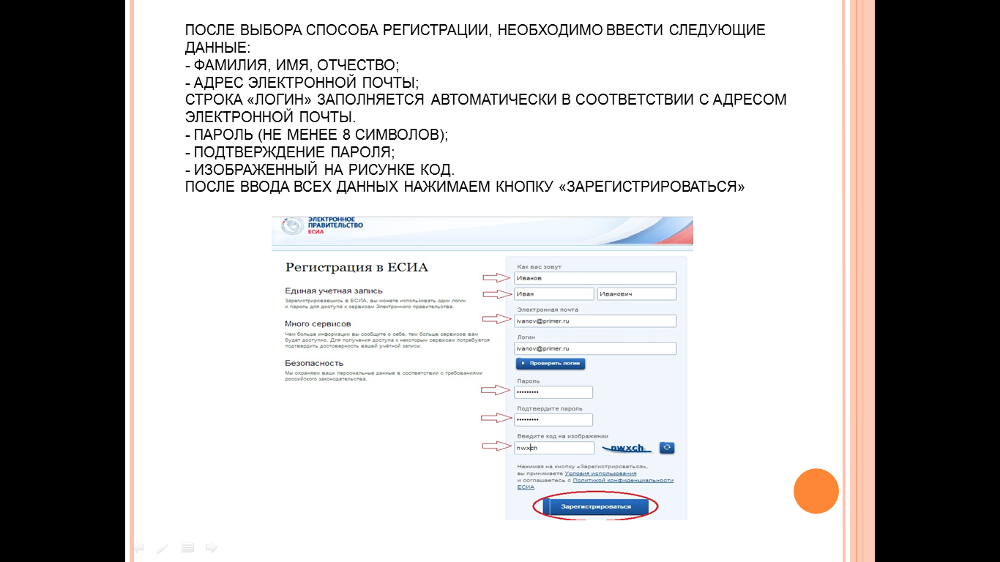 ПОСЛЕ ВЫБОРА СПОСОБА РЕГИСТРАЦИИ, НЕОБХОДИМО ВВЕСТИ СЛЕДУЮЩИЕ
ДАННЫЕ:
- ФАМИЛИЯ, ИМЯ, ОТЧЕСТВО;
- АДРЕС ЭЛЕКТРОННОЙ ПОЧТЫ;
СТРОКА «ЛОГИН» ЗАПОЛНЯЕТСЯ АВТОМАТИЧЕСКИ В СООТВЕТСТВИИ С АДРЕСОМ
ЭЛЕКТРОННОЙ ПОЧТЫ.
- ПАРОЛЬ (НЕ МЕНЕЕ 8 СИМВОЛОВ);
- ПОДТВЕРЖДЕНИЕ ПАРОЛЯ;
- ИЗОБРАЖЕННЫЙ НА РИСУНКЕ КОД.
ПОСЛЕ ВВОДА ВСЕХ ДАННЫХ НАЖИМАЕМ КНОПКУ «ЗАРЕГИСТРИРОВАТЬСЯ»
ЭЛЕКТРОННОЕ
ПРАВИТЕЛЬСТВО
ЕСИА
Регистрация в ЕСИА
Единая учетная запись
Зарегистрировавшись в ЕСИА, вы можете использовать один логин
и пароль для доступа к сервисам Электронного правительства.
Много сервисов
Чем больше информации вы сообщите о себе, тем больше сервисов вам
будет доступно. Для получения доступа к некоторым сервисам потребуется
подтвердить достоверность вашей учётной записи.
Безопасность
Мы охраняем ваши персональные данные в соответствии с требованиями
российского законодательства.
Как вас зовут
Иванов
Иван Иванович
Электронная почта
ivanov@primer.ru
Логин
ivanov@primer.ru
Проверить логин
Пароль
•••••••••
Подтвердите пароль
•••••••••
Введите код на изображении
nwxch nwxch
Нажимая на кнопку «Зарегистрироваться»,
вы принимаете Условия использования
и соглашаетесь с Политикой конфиденциальности
ЕСИА
Зарегистрироваться